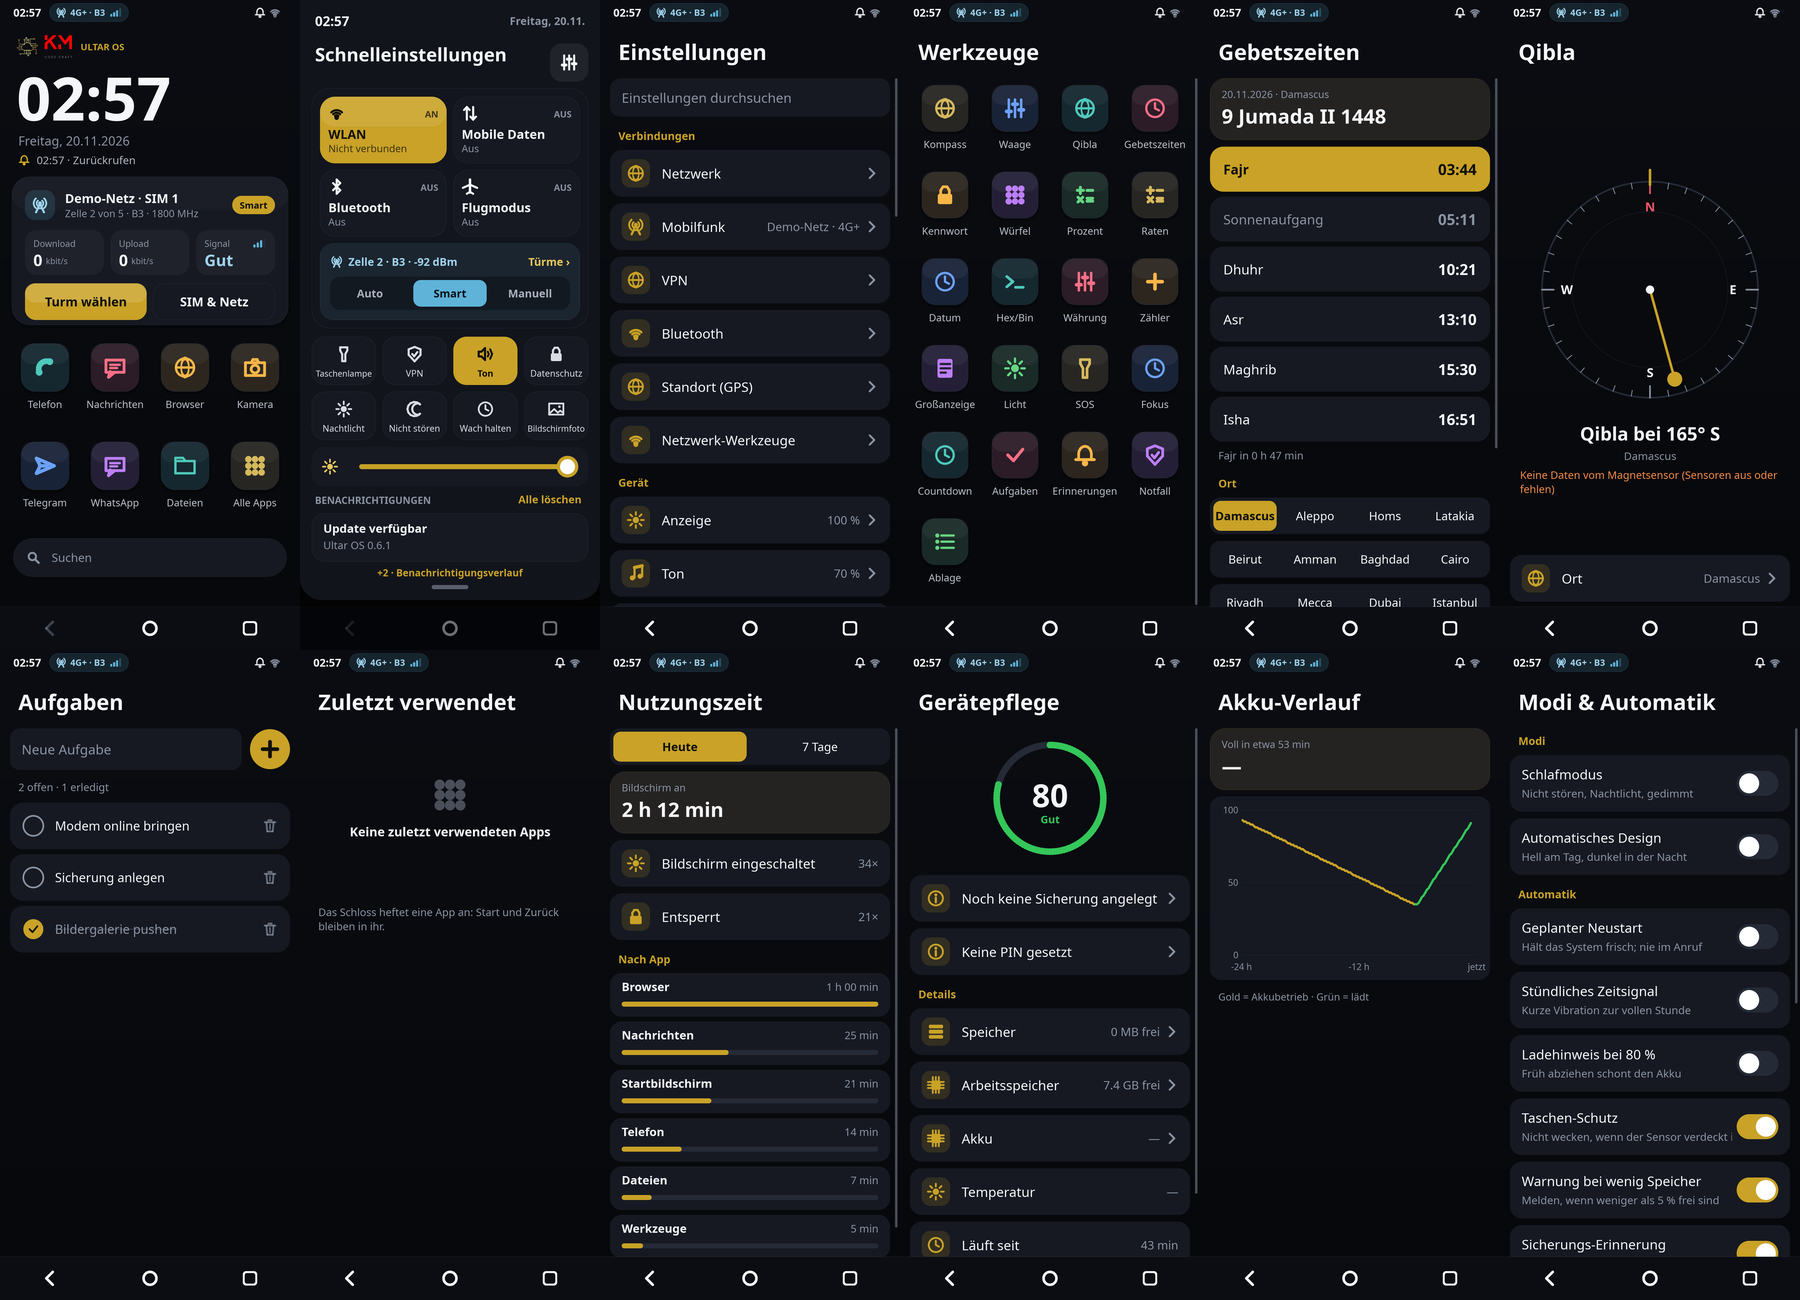 02:57
4G+ · B3
KM
ULTAR OS
02:57
Freitag, 20.11.2026
02:57 · Zurückrufen
Demo-Netz · SIM 1
Zelle 2 von 5 · B3 · 1800 MHz
Smart
Download
0 kbit/s
Upload
0 kbit/s
Signal
Gut
Turm wählen
SIM & Netz
Telefon
Nachrichten
Browser
Kamera
Telegram
WhatsApp
Dateien
Alle Apps
Suchen
02:57
Freitag, 20.11.
Schnelleinstellungen
AN
WLAN
Nicht verbunden
AUS
Mobile Daten
Aus
AUS
Bluetooth
Aus
AUS
Flugmodus
Aus
Zelle 2 · B3 · -92 dBm
Türme ›
Auto
Smart
Manuell
Taschenlampe
VPN
Ton
Datenschutz
Nachtlicht
Nicht stören
Wach halten
Bildschirmfoto
BENACHRICHTIGUNGEN
Alle löschen
Update verfügbar
Ultar OS 0.6.1
+2 · Benachrichtigungsverlauf
02:57
4G+ · B3
Einstellungen
Einstellungen durchsuchen
Verbindungen
Netzwerk
Mobilfunk
Demo-Netz · 4G+
VPN
Bluetooth
Standort (GPS)
Netzwerk-Werkzeuge
Gerät
Anzeige
100 %
Ton
70 %
02:57
4G+ · B3
Werkzeuge
Kompass
Waage
Qibla
Gebetszeiten
Kennwort
Würfel
Prozent
Raten
Datum
Hex/Bin
Währung
Zähler
Großanzeige
Licht
SOS
Fokus
Countdown
Aufgaben
Erinnerungen
Notfall
Ablage
02:57
4G+ · B3
Gebetszeiten
20.11.2026 · Damascus
9 Jumada II 1448
Fajr
03:44
Sonnenaufgang
05:11
Dhuhr
10:21
Asr
13:10
Maghrib
15:30
Isha
16:51
Fajr in 0 h 47 min
Ort
Damascus
Aleppo
Homs
Latakia
Beirut
Amman
Baghdad
Cairo
Riyadh
Mecca
Dubai
Istanbul
02:57
4G+ · B3
Qibla
N
W
E
S
Qibla bei 165° S
Damascus
Keine Daten vom Magnetsensor (Sensoren aus oder
fehlen)
Ort
Damascus
02:57
4G+ · B3
Aufgaben
Neue Aufgabe
2 offen · 1 erledigt
Modem online bringen
Sicherung anlegen
Bildergalerie pushen
02:57
4G+ · B3
Zuletzt verwendet
Keine zuletzt verwendeten Apps
Das Schloss heftet eine App an: Start und Zurück
bleiben in ihr.
02:57
4G+ · B3
Nutzungszeit
Heute
7 Tage
Bildschirm an
2 h 12 min
Bildschirm eingeschaltet
34×
Entsperrt
21×
Nach App
Browser
1 h 00 min
Nachrichten
25 min
Startbildschirm
21 min
Telefon
14 min
Dateien
7 min
Werkzeuge
5 min
02:57
4G+ · B3
Gerätepflege
80
Gut
Noch keine Sicherung angelegt
Keine PIN gesetzt
Details
Speicher
0 MB frei
Arbeitsspeicher
7.4 GB frei
Akku
—
Temperatur
—
Läuft seit
43 min
02:57
4G+ · B3
Akku-Verlauf
Voll in etwa 53 min
—
100
50
0
-24 h
-12 h
jetzt
Gold = Akkubetrieb · Grün = lädt
02:57
4G+ · B3
Modi & Automatik
Modi
Schlafmodus
Nicht stören, Nachtlicht, gedimmt
Automatisches Design
Hell am Tag, dunkel in der Nacht
Automatik
Geplanter Neustart
Hält das System frisch; nie im Anruf
Stündliches Zeitsignal
Kurze Vibration zur vollen Stunde
Ladehinweis bei 80 %
Früh abziehen schont den Akku
Taschen-Schutz
Nicht wecken, wenn der Sensor verdeckt i
Warnung bei wenig Speicher
Melden, wenn weniger als 5 % frei sind
Sicherungs-Erinnerung